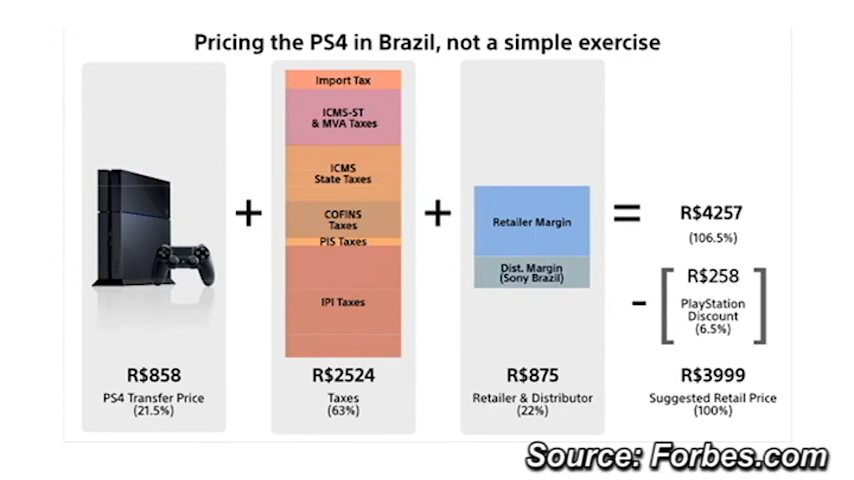 Pricing the PS4 in Brazil, not a simple exercise
Import Tax
ICMS-ST
& MVA Taxes
ICMS
State Taxes
COFINS
Taxes
PIS Taxes
IPI Taxes
Retailer Margin
Dist. Margin
(Sony Brazil)
+
+
=
R$4257
(106.5%)
-
R$258
PlayStation
Discount
(6.5%)
R$858
PS4 Transfer Price
(21.5%)
R$2524
Taxes
(63%)
R$875
Retailer & Distributor
(22%)
R$3999
Suggested Retail Price
(100%)
Source: Forbes.com